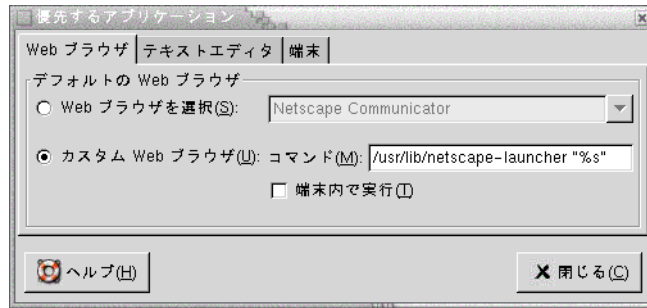 優先するアプリケーション
Web ブラウザ テキストエディタ 端末
デフォルトの Web ブラウザ
Web ブラウザを選択(S): Netscape Communicator
カスタム Web ブラウザ(U): コマンド(M): /usr/lib/netscape-launcher "%s"
端末内で実行(T)
ヘルプ(H) 閉じる(C)